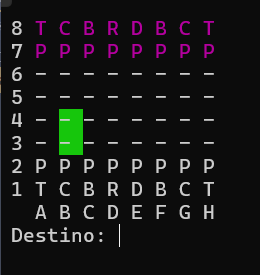 8 T C B R D B C T
7 P P P P P P P P
6 - - - - - - - -
5 - - - - - - - -
4 - - - - - - - -
3 - - - - - - - -
2 P P P P P P P P
1 T C B R D B C T
A B C D E F G H
Destino: